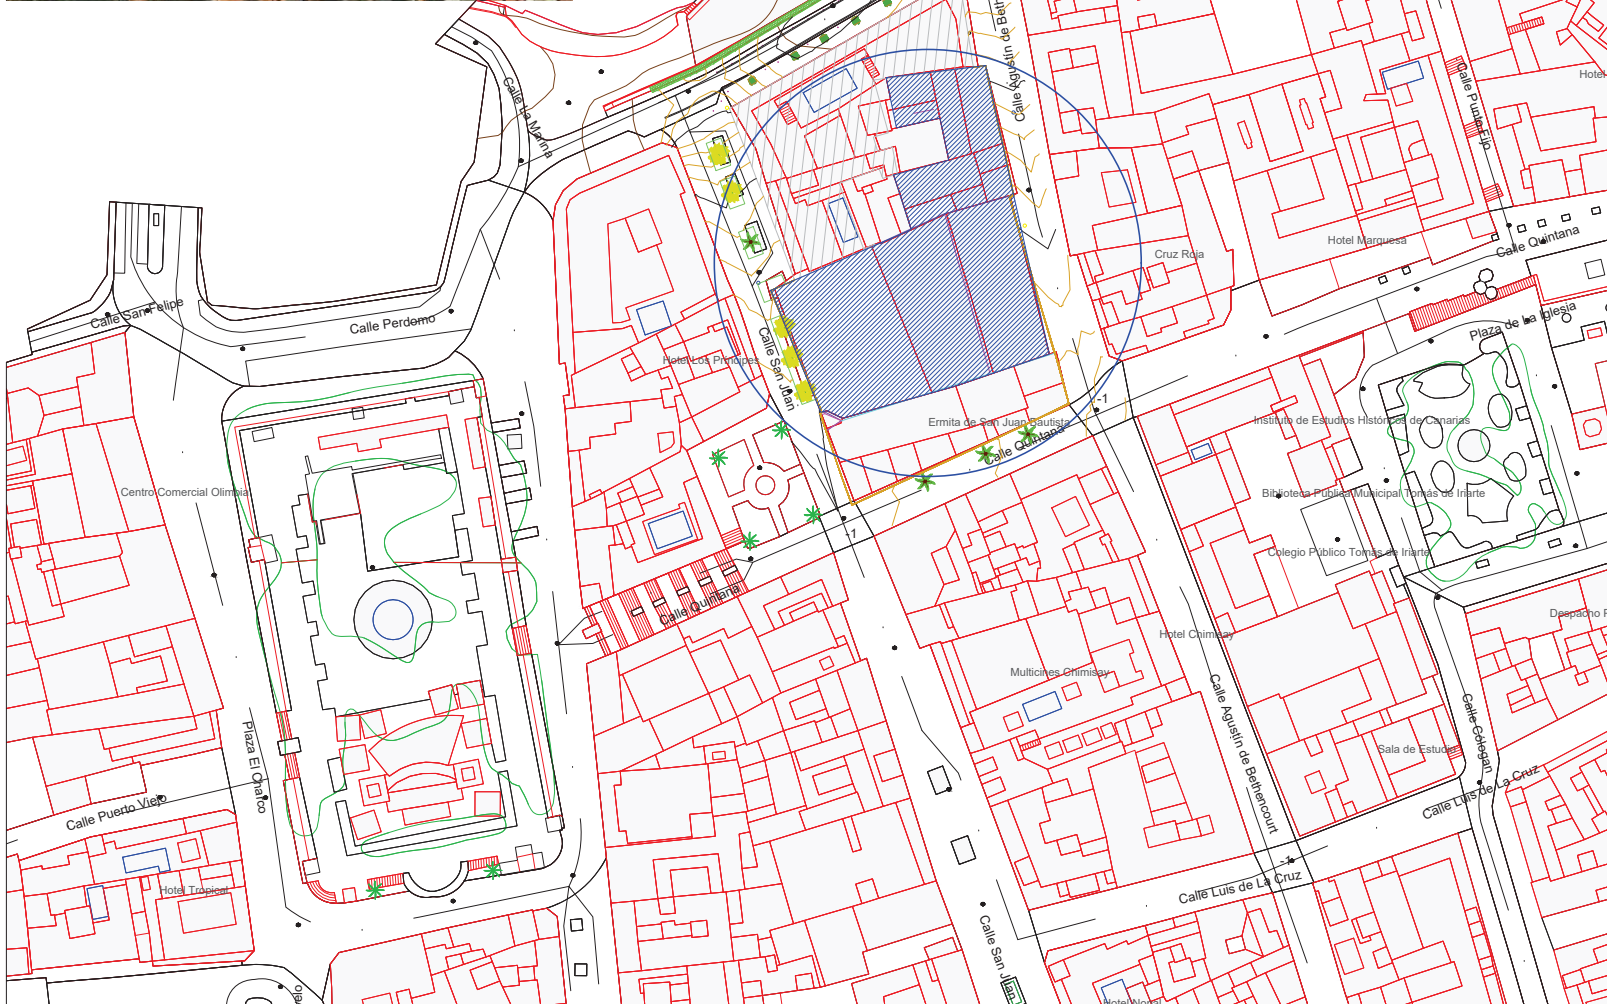 Calle Agustín de Beth
Calle La Marina
Calle Punto Fijo
Hotel
Calle San Felipe
Calle Perdomo
Cruz Roja
Hotel Marquesa
Calle Quintana
Plaza de La Iglesia
Hotel Los Príncipes
Calle San Juan
-1
Ermita de San Juan Bautista
Calle Quintana
Instituto de Estudios Históricos de Canarias
Centro Comercial Olimbia
Biblioteca Pública Municipal Tomás de Iriarte
-1
Colegio Público Tomás de Iriarte
Calle Quintana
Despacho
Hotel Chimisay
Multicines Chimisay
Plaza El Charco
Calle Agustín de Bethencourt
Calle Cólogan
Sala de Estudio
Calle Puerto Viejo
Calle Luis de La Cruz
-1
Hotel Tropical
Calle Luis de La Cruz
Calle San Juan
elo
Hotel Nopal